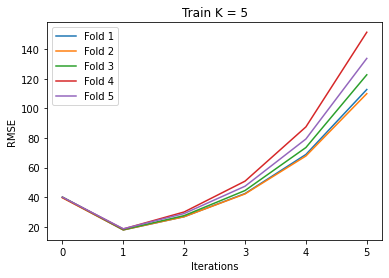 Train K = 5
Fold 1
Fold 2
Fold 3
Fold 4
Fold 5
RMSE
140
120
100
80
60
40
20
0 1 2 3 4 5
Iterations